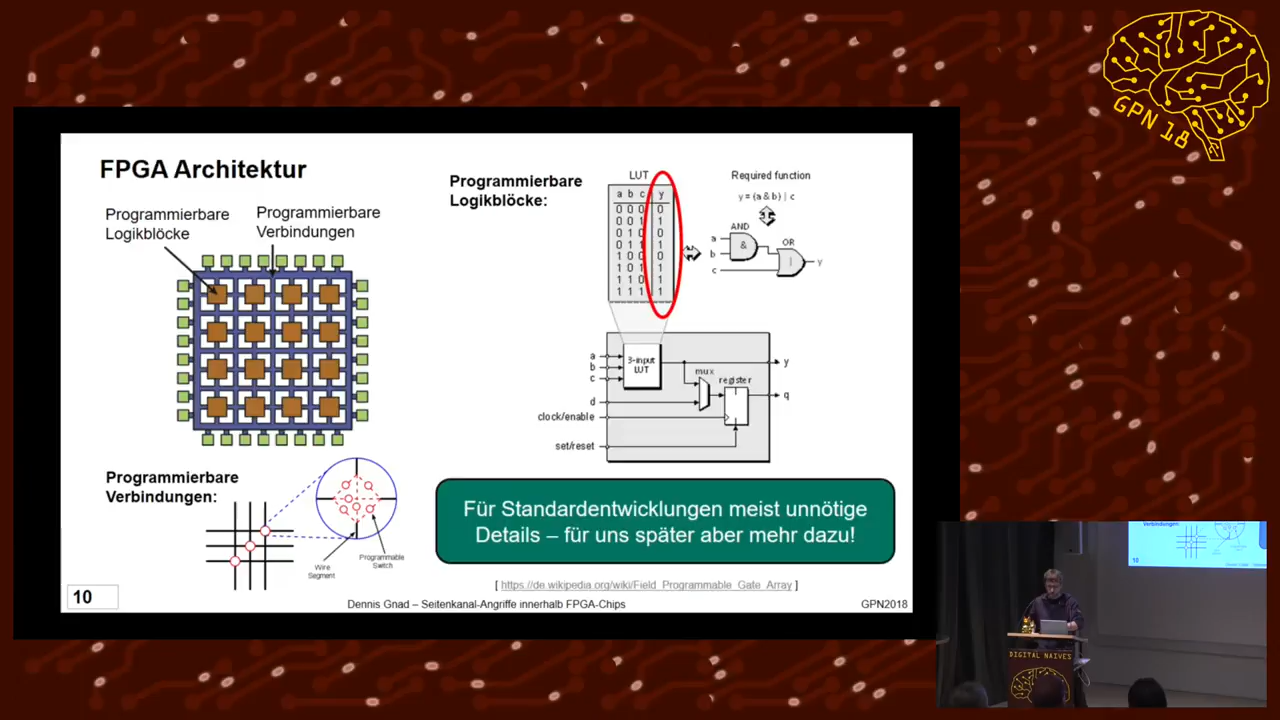 GPN 18
FPGA Architektur
Programmierbare
Logikblöcke
Programmierbare
Verbindungen
Programmierbare
Verbindungen:
Wire
Segment
Programmable
Switch
Programmierbare
Logikblöcke:
LUT
a b c y
0 0 0 0
0 0 1 1
0 1 0 0
0 1 1 1
1 0 0 0
1 0 1 1
1 1 0 1
1 1 1 1
Required function
y = (a & b) | c
AND
a
b
c
&
OR
|
y
a
b
c
d
clock/enable
set/reset
3-input
LUT
mux
register
y
q
Für Standardentwicklungen meist unnötige
Details – für uns später aber mehr dazu!
[ https://de.wikipedia.org/wiki/Field_Programmable_Gate_Array ]
10
Dennis Gnad – Seitenkanal-Angriffe innerhalb FPGA-Chips
GPN2018
Verbindungen:
10
DIGITAL NAIVES